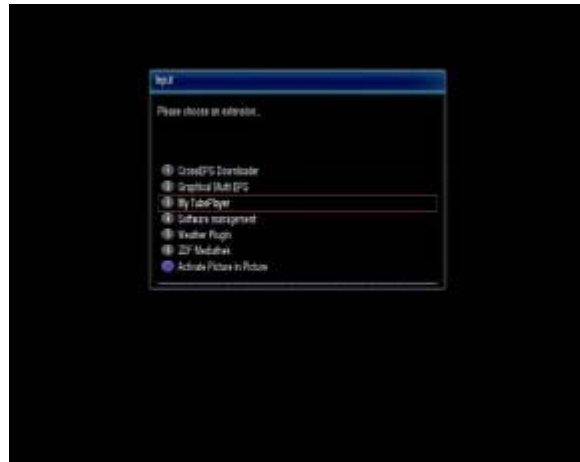 Input
Please choose an extension...
CrossEPG Downloader
Graphical Multi EPG
My TubePlayer
Software management
Weather Plugin
ZDF Mediathek
Activate Picture in Picture